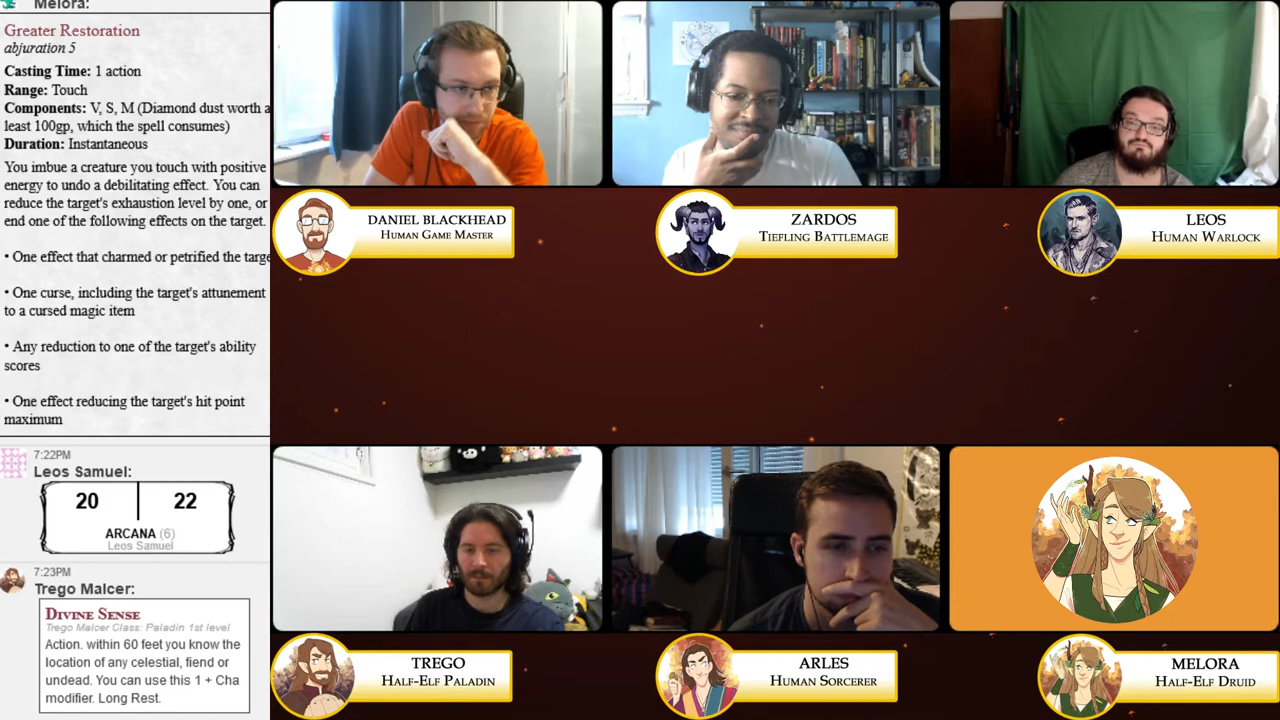 Melora:
Greater Restoration
abjuration 5
Casting Time: 1 action
Range: Touch
Components: V, S, M (Diamond dust worth a
least 100gp, which the spell consumes)
Duration: Instantaneous
You imbue a creature you touch with positive
energy to undo a debilitating effect. You can
reduce the target's exhaustion level by one, or
end one of the following effects on the target.
• One effect that charmed or petrified the targe
• One curse, including the target's attunement
to a cursed magic item
• Any reduction to one of the target's ability
scores
• One effect reducing the target's hit point
maximum
7:22PM
Leos Samuel:
20 22
ARCANA (6)
Leos Samuel
7:23PM
Trego Malcer:
Divine Sense
Trego Malcer Class: Paladin 1st level
Action. within 60 feet you know the
location of any celestial, fiend or
undead. You can use this 1 + Cha
modifier. Long Rest.
DANIEL BLACKHEAD
HUMAN GAME MASTER
ZARDOS
TIEFLING BATTLEMAGE
LEOS
HUMAN WARLOCK
TREGO
HALF-ELF PALADIN
ARLES
HUMAN SORCERER
MELORA
HALF-ELF DRUID